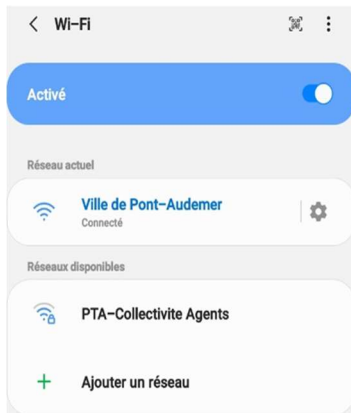 Wi-Fi
Activé
Réseau actuel
Ville de Pont-Audemer
Connecté
Réseaux disponibles
PTA-Collectivite Agents
Ajouter un réseau